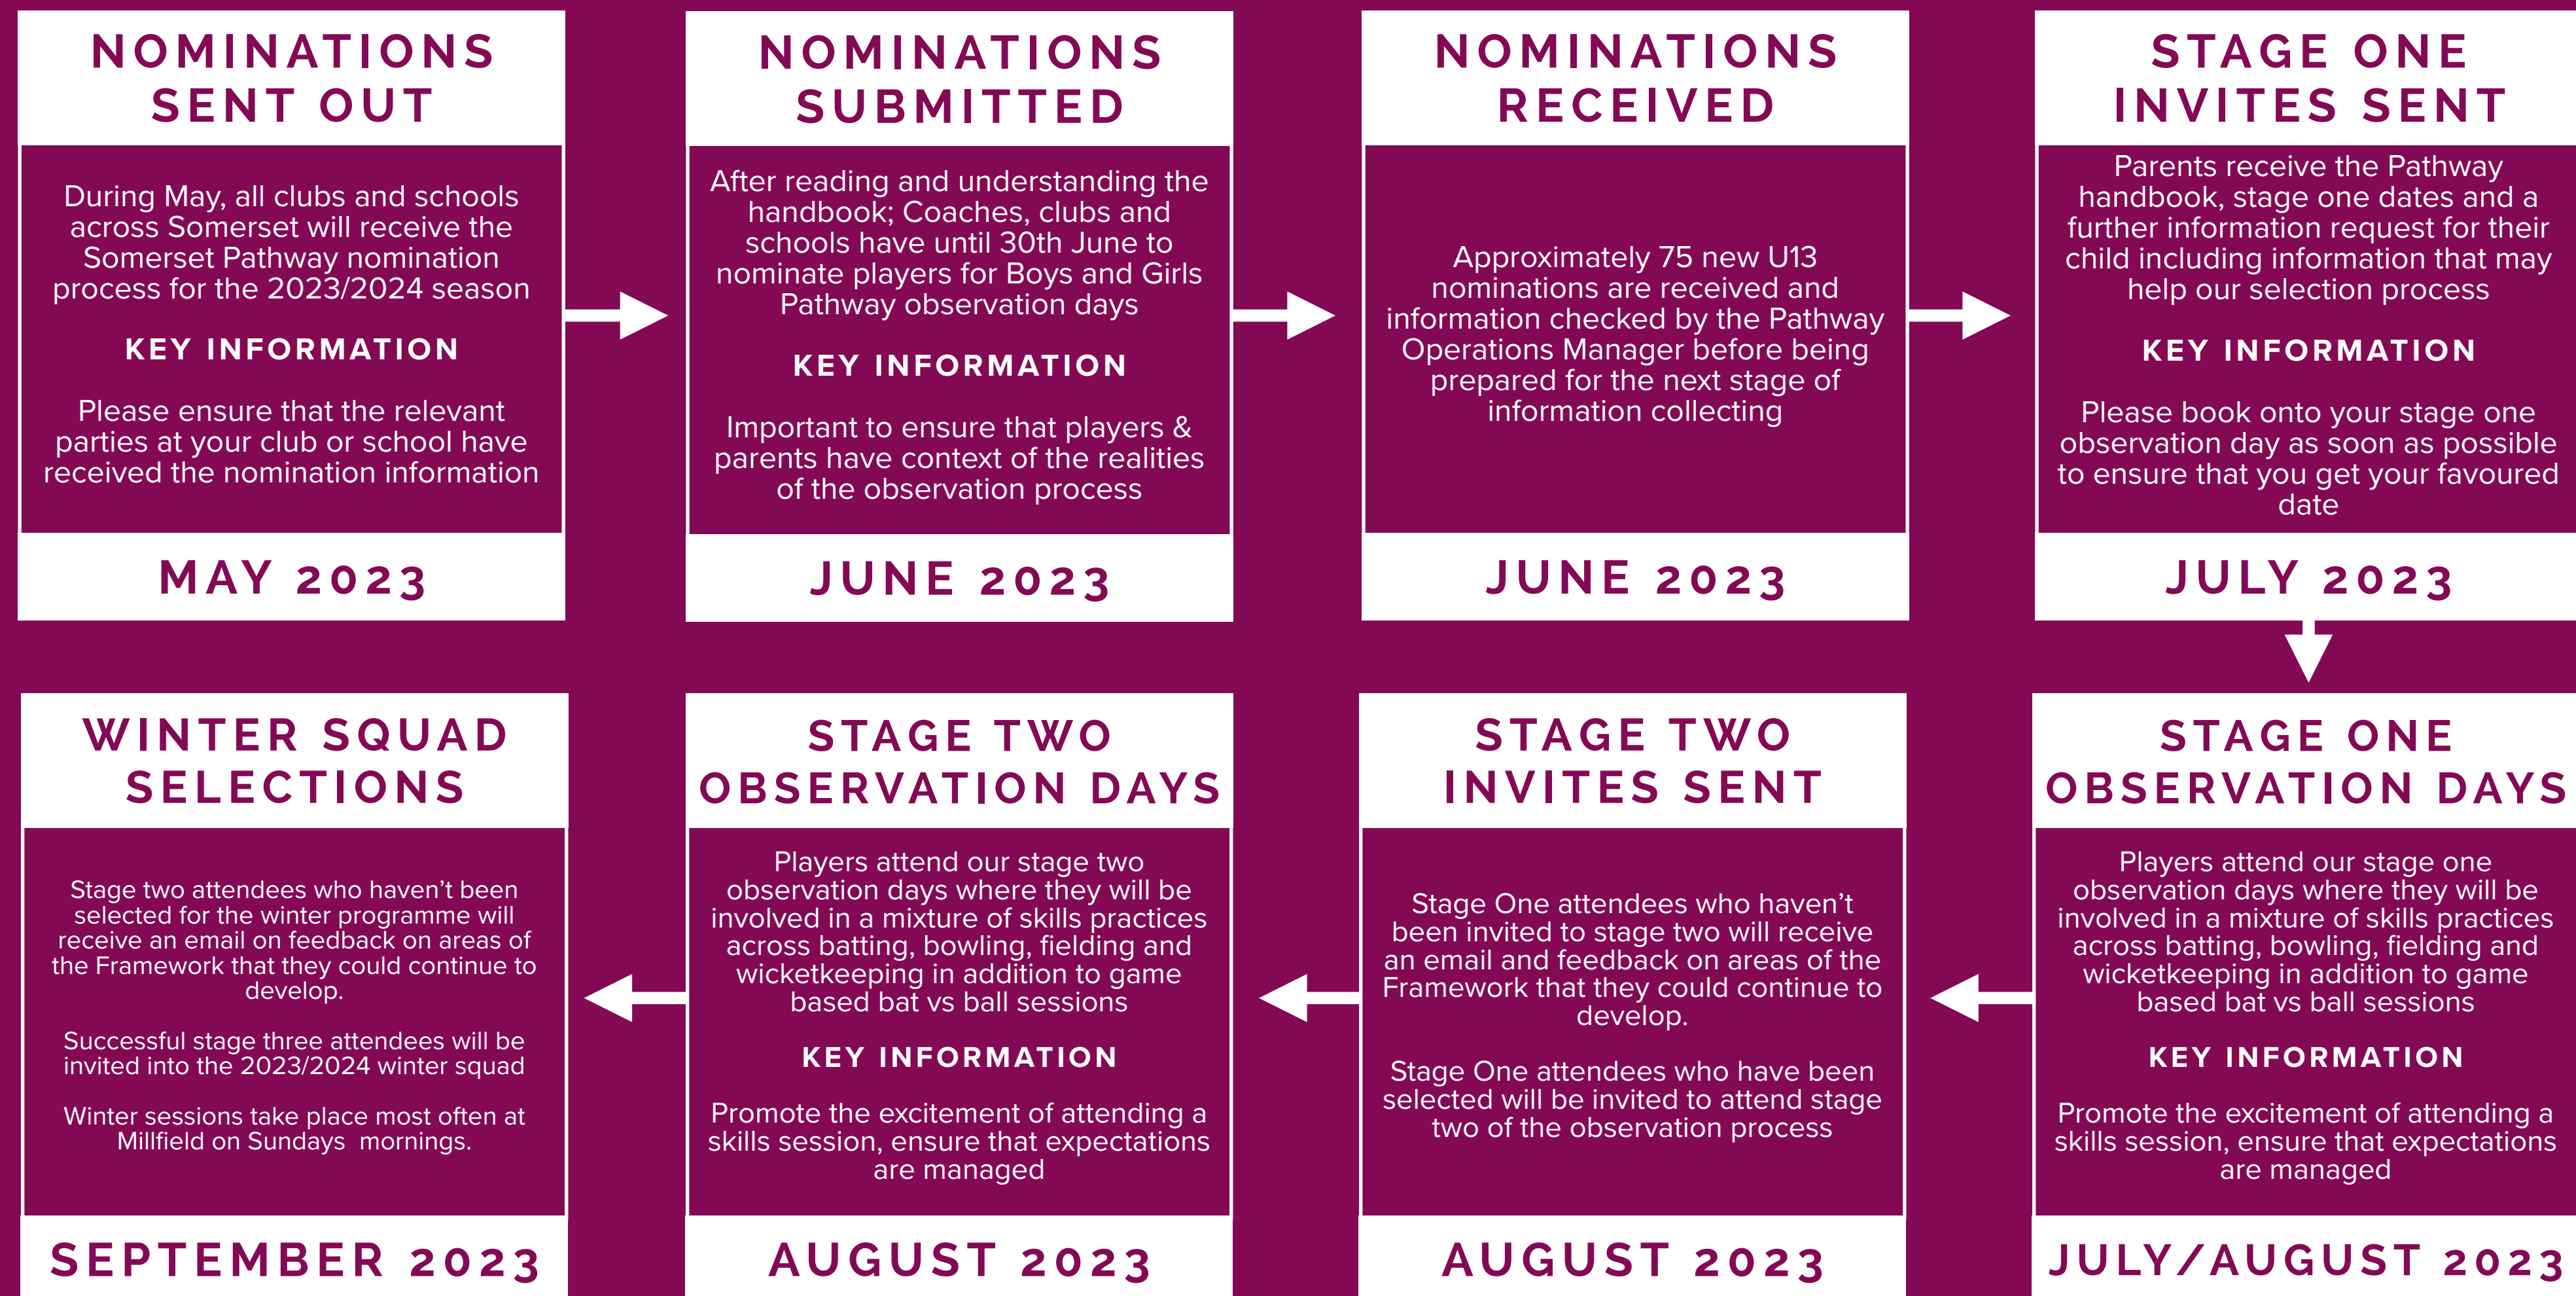 NOMINATIONS
SENT OUT
During May, all clubs and schools
across Somerset will receive the
Somerset Pathway nomination
process for the 2023/2024 season
KEY INFORMATION
Please ensure that the relevant
parties at your club or school have
received the nomination information
MAY 2023
NOMINATIONS
SUBMITTED
After reading and understanding the
handbook; Coaches, clubs and
schools have until 30th June to
nominate players for Boys and Girls
Pathway observation days
KEY INFORMATION
Important to ensure that players &
parents have context of the realities
of the observation process
JUNE 2023
NOMINATIONS
RECEIVED
Approximately 75 new U13
nominations are received and
information checked by the Pathway
Operations Manager before being
prepared for the next stage of
information collecting
JUNE 2023
STAGE ONE
INVITES SENT
Parents receive the Pathway
handbook, stage one dates and a
further information request for their
child including information that may
help our selection process
KEY INFORMATION
Please book onto your stage one
observation day as soon as possible
to ensure that you get your favoured
date
JULY 2023
STAGE ONE
OBSERVATION DAYS
Players attend our stage one
observation days where they will be
involved in a mixture of skills practices
across batting, bowling, fielding and
wicketkeeping in addition to game
based bat vs ball sessions
KEY INFORMATION
Promote the excitement of attending a
skills session, ensure that expectations
are managed
JULY/AUGUST 2023
STAGE TWO
INVITES SENT
Stage One attendees who haven't
been invited to stage two will receive
an email and feedback on areas of the
Framework that they could continue to
develop.
Stage One attendees who have been
selected will be invited to attend stage
two of the observation process
AUGUST 2023
STAGE TWO
OBSERVATION DAYS
Players attend our stage two
observation days where they will be
involved in a mixture of skills practices
across batting, bowling, fielding and
wicketkeeping in addition to game
based bat vs ball sessions
KEY INFORMATION
Promote the excitement of attending a
skills session, ensure that expectations
are managed
AUGUST 2023
WINTER SQUAD
SELECTIONS
Stage two attendees who haven't been
selected for the winter programme will
receive an email on feedback on areas of
the Framework that they could continue to
develop.
Successful stage three attendees will be
invited into the 2023/2024 winter squad
Winter sessions take place most often at
Millfield on Sundays mornings.
SEPTEMBER 2023